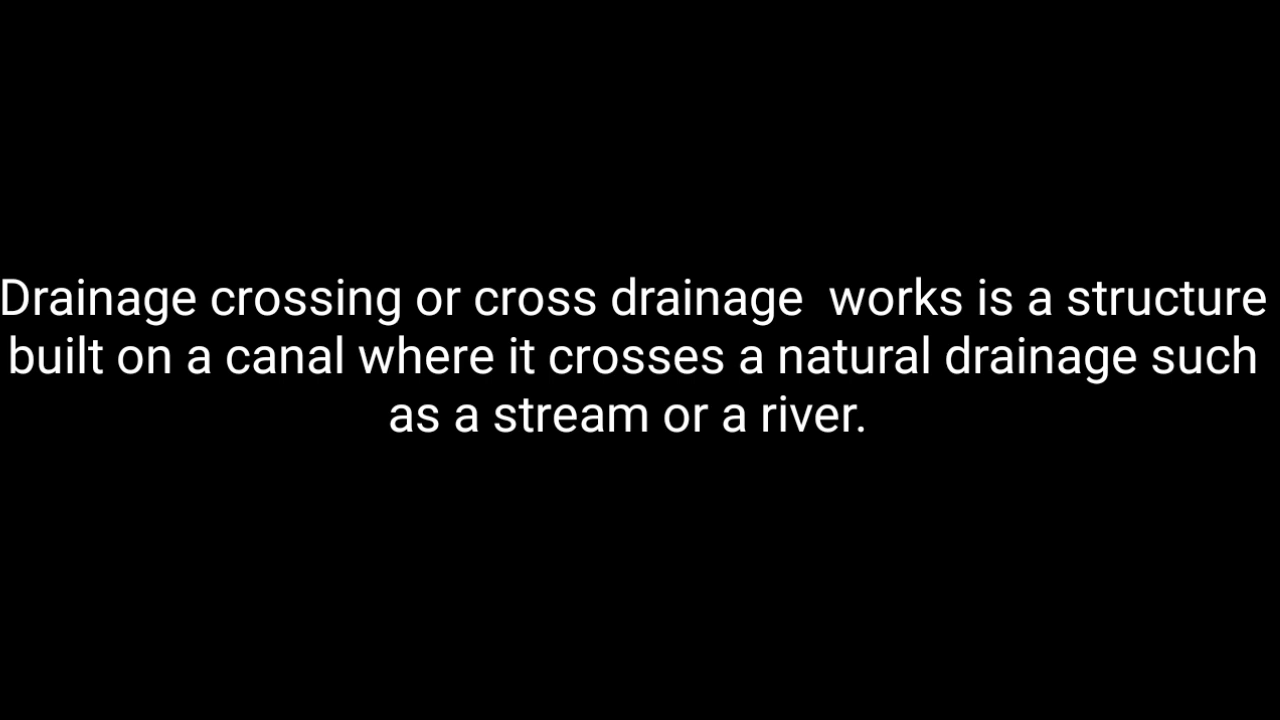 Drainage crossing or cross drainage  works is a structure
built on a canal where it crosses a natural drainage such
as a stream or a river.